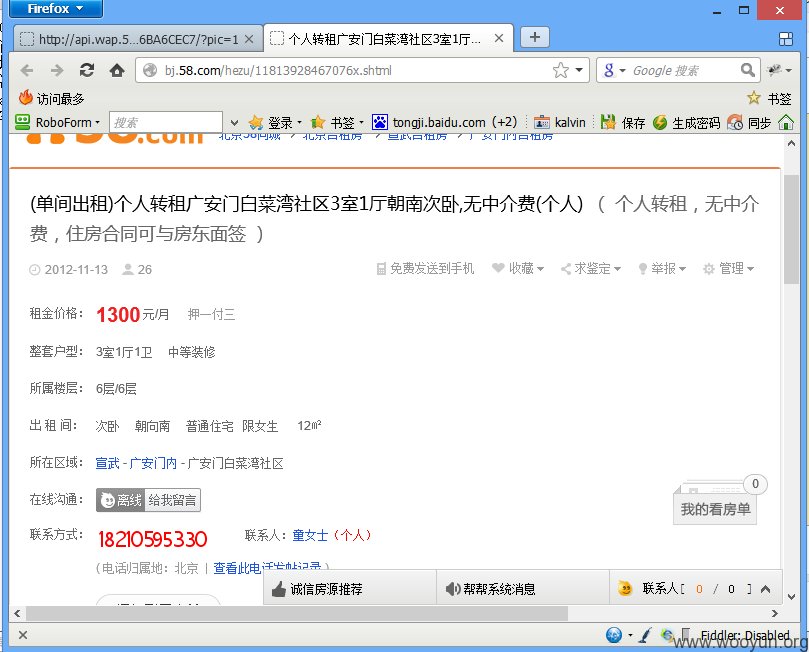 Firefox
http://api.wap.5...6BA6CEC7/?pic=1
个人转租广安门白菜湾社区3室1厅...
bj.58.com/hezu/11813928467076x.shtml
Google 搜索
访问最多
书签
RoboForm 搜索 登录 书签 tongji.baidu.com (+2) kalvin 保存 生成密码 同步
58.com 北京58同城 北京合租房 宣武合租房 广安门内合租房
(单间出租)个人转租广安门白菜湾社区3室1厅朝南次卧,无中介费(个人) ( 个人转租，无中介
费，住房合同可与房东面签 )
2012-11-13 26 免费发送到手机 收藏 求鉴定 举报 管理
租金价格： 1300 元/月 押一付三
整套户型： 3室1厅1卫 中等装修
所属楼层： 6层/6层
出 租 间： 次卧 朝向南 普通住宅 限女生 12m²
所在区域： 宣武 - 广安门内 - 广安门白菜湾社区
在线沟通： 离线 给我留言
0
我的看房单
联系方式： 18210595330 联系人：童女士（个人）
(电话归属地：北京 | 查看此电话发帖记录 )
诚信房源推荐 帮帮系统消息 联系人[ 0 / 0 ]
Fiddler: Disabled
www.wooyun.org